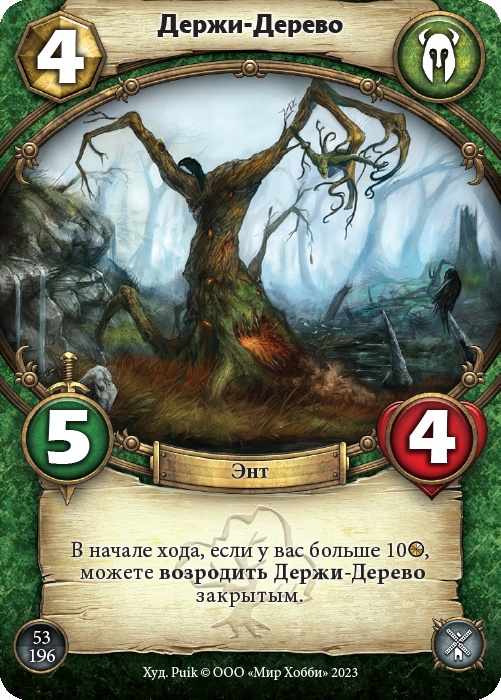 Держи-Дерево
4
5
4
Энт
В начале хода, если у вас больше 10,
можете возродить Держи-Дерево
закрытым.
53
196
Худ. Puik © ООО «Мир Хобби» 2023